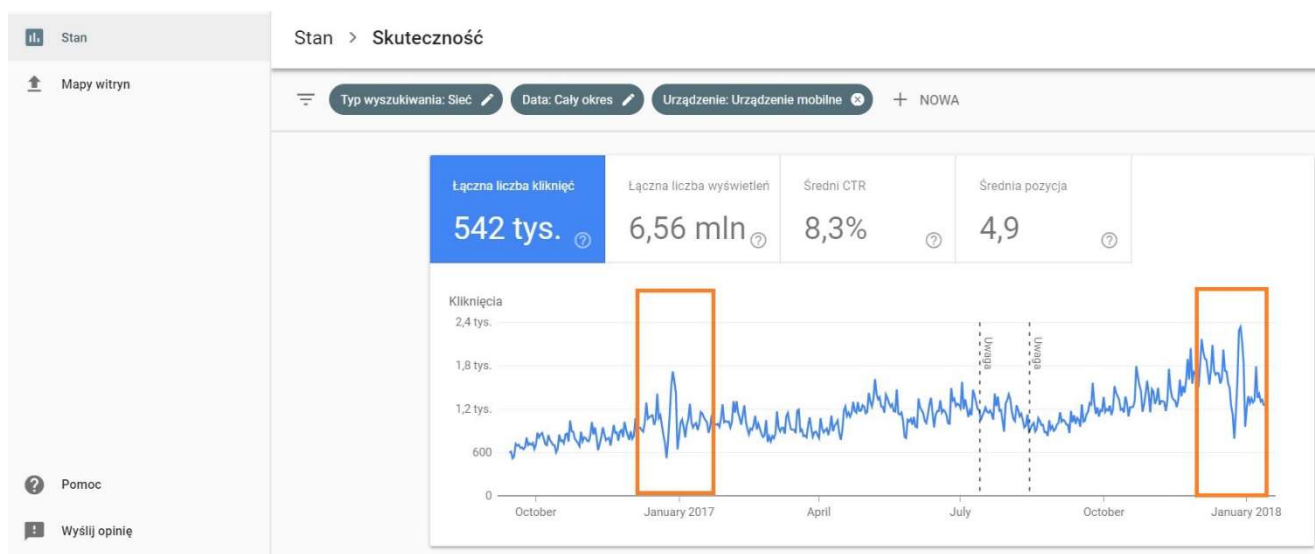 Stan
Mapy witryn
Pomoc
Wyślij opinię
Stan > Skuteczność
Typ wyszukiwania: Sieć
Data: Cały okres
Urządzenie: Urządzenie mobilne
+ NOWA
Łączna liczba kliknięć
542 tys.
Łączna liczba wyświetleń
6,56 mln
Średni CTR
8,3%
Średnia pozycja
4,9
Kliknięcia
2,4 tys.
1,8 tys.
1,2 tys.
600
0
Uwaga
Uwaga
October
January 2017
April
July
October
January 2018